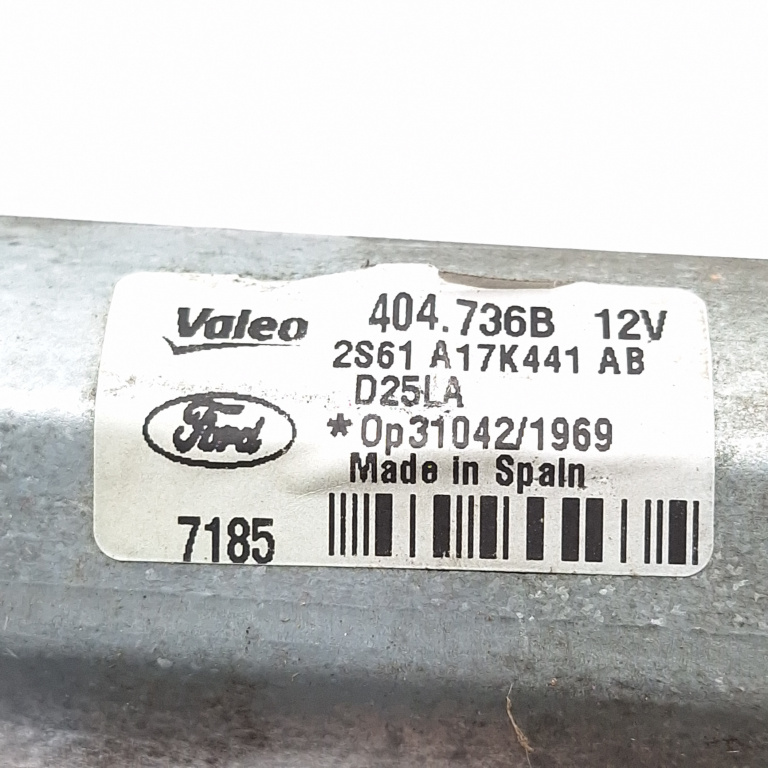 Valeo 404.736B 12V
2S61 A17K441 AB
D25LA
Ford *Op31042/1969
Made in Spain
7185